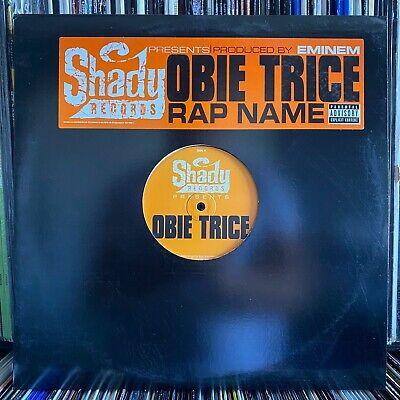 PRESENTS PRODUCED BY EMINEM
Shady
RECORDS
OBIE TRICE
RAP NAME
PARENTAL
ADVISORY
EXPLICIT CONTENT
Shady
RECORDS
PRESENTS
OBIE TRICE